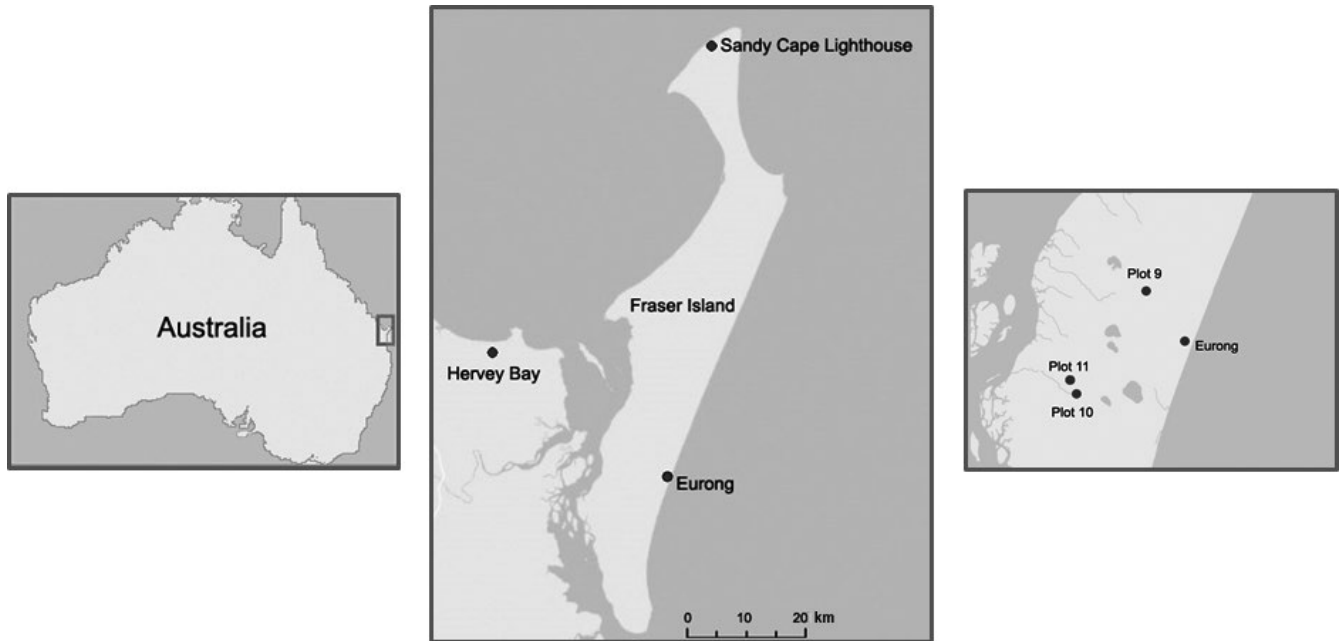 Australia
Sandy Cape Lighthouse
Fraser Island
Hervey Bay
Eurong
0 10 20 km
Plot 9
Eurong
Plot 11
Plot 10